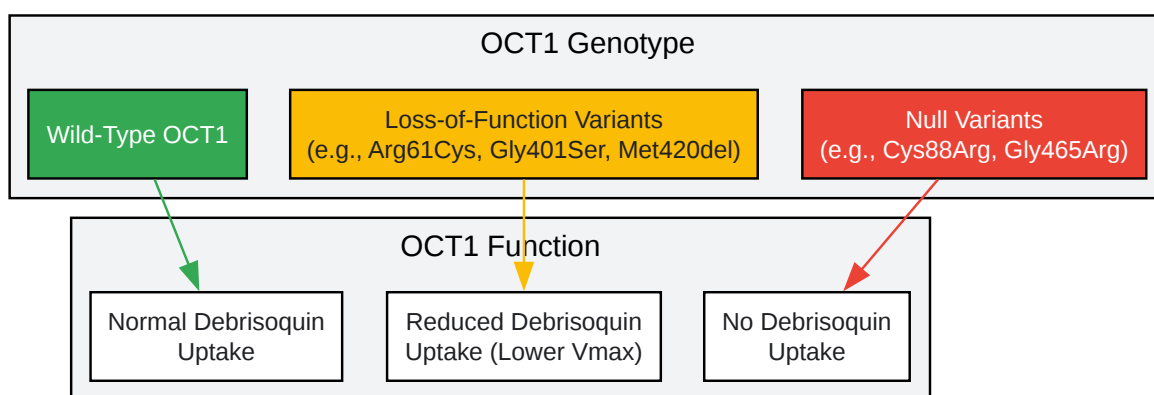 OCT1 Genotype
Wild-Type OCT1
Loss-of-Function Variants
(e.g., Arg61Cys, Gly401Ser, Met420del)
Null Variants
(e.g., Cys88Arg, Gly465Arg)
OCT1 Function
Normal Debrisoquin
Uptake
Reduced Debrisoquin
Uptake (Lower Vmax)
No Debrisoquin
Uptake